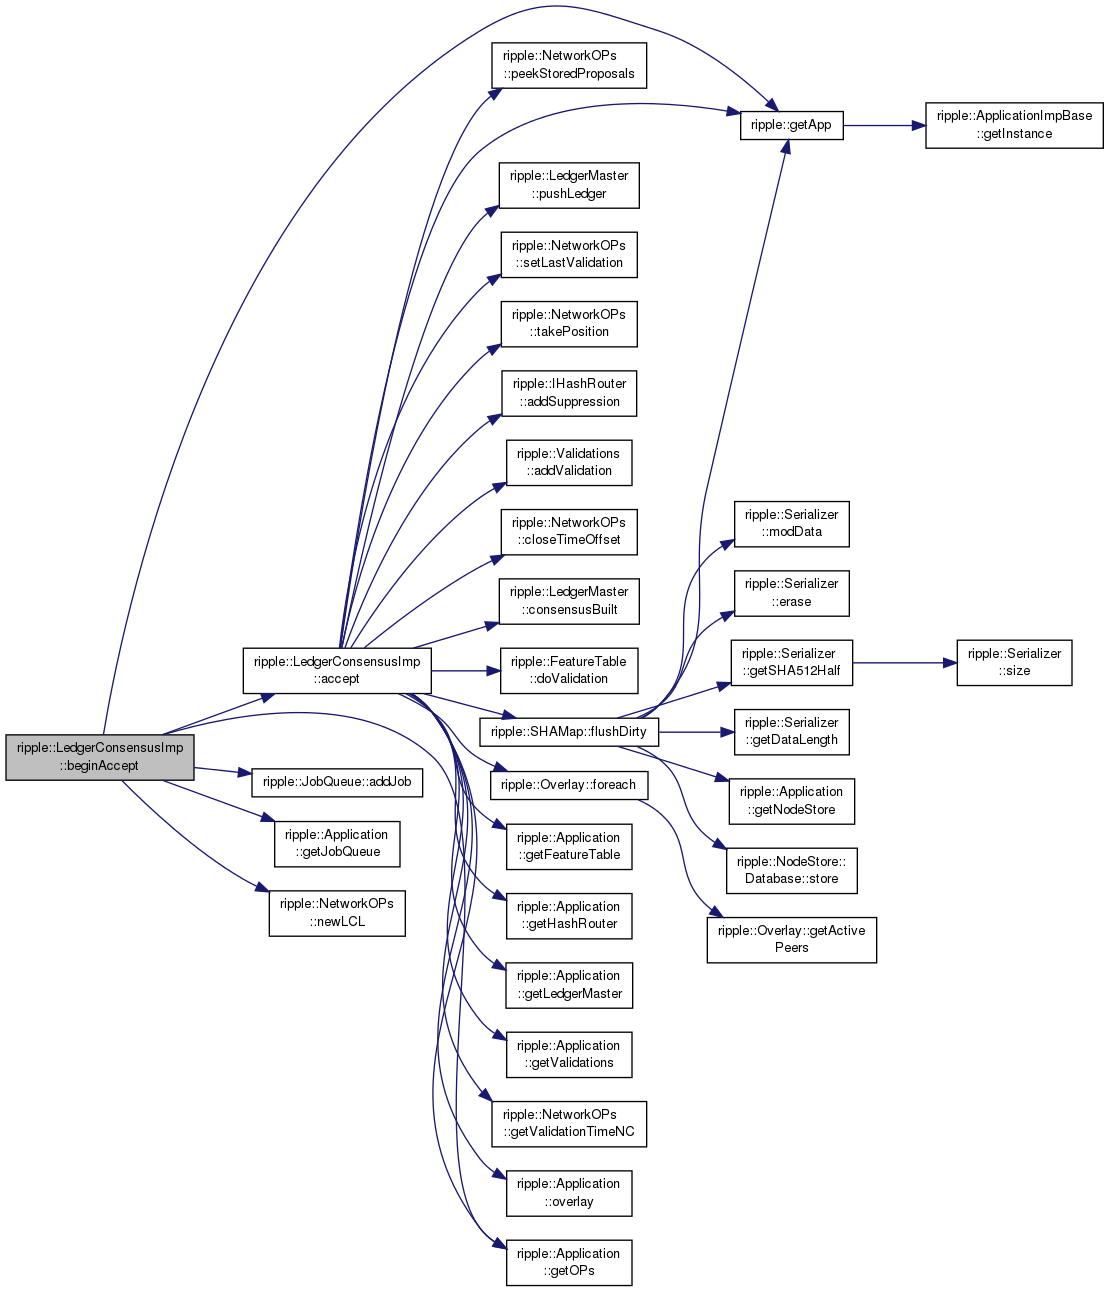 ripple::LedgerConsensusImp
::beginAccept
ripple::LedgerConsensusImp
::accept
ripple::JobQueue::addJob
ripple::Application
::getJobQueue
ripple::NetworkOPs
::newLCL
ripple::NetworkOPs
::peekStoredProposals
ripple::LedgerMaster
::pushLedger
ripple::NetworkOPs
::setLastValidation
ripple::NetworkOPs
::takePosition
ripple::IHashRouter
::addSuppression
ripple::Validations
::addValidation
ripple::NetworkOPs
::closeTimeOffset
ripple::LedgerMaster
::consensusBuilt
ripple::FeatureTable
::doValidation
ripple::SHAMap::flushDirty
ripple::Overlay::foreach
ripple::Application
::getFeatureTable
ripple::Application
::getHashRouter
ripple::Application
::getLedgerMaster
ripple::Application
::getValidations
ripple::NetworkOPs
::getValidationTimeNC
ripple::Application
::overlay
ripple::Application
::getOPs
ripple::getApp
ripple::Serializer
::modData
ripple::Serializer
::erase
ripple::Serializer
::getSHA512Half
ripple::Serializer
::getDataLength
ripple::Application
::getNodeStore
ripple::NodeStore::
Database::store
ripple::Overlay::getActive
Peers
ripple::ApplicationImpBase
::getInstance
ripple::Serializer
::size